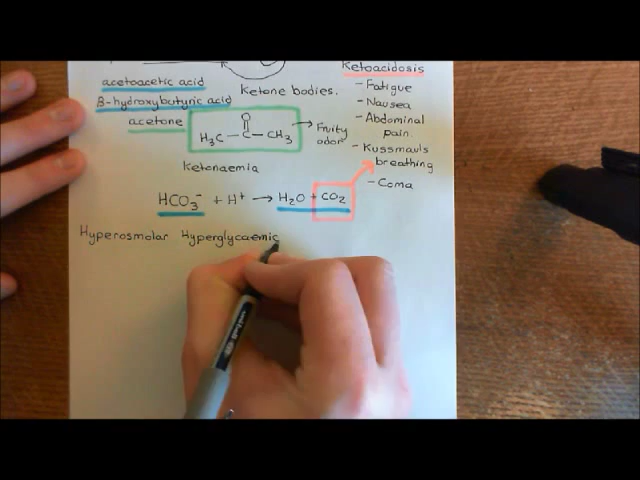 Ketoacidosis
acetoacetic acid
Ketone bodies.
β-hydroxybutyric acid
acetone
O
H₃C – C – CH₃
→ Fruity
odor
ketonaemia
- Fatigue
- Nausea
- Abdominal
pain.
- Kussmauls
breathing
- Coma
HCO₃⁻ + H⁺ → H₂O + CO₂
Hyperosmolar Hyperglycaemic